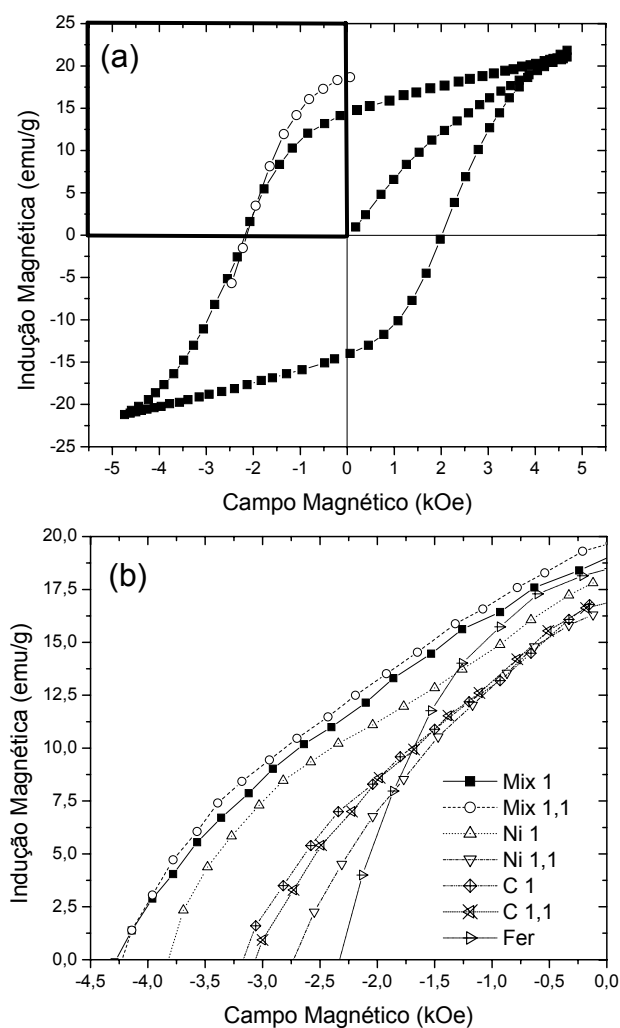 (a)
25
20
15
10
5
0
-5
-10
-15
-20
-25
-5 -4 -3 -2 -1 0 1 2 3 4 5
Indução Magnética (emu/g)
Campo Magnético (kOe)
(b)
20,0
17,5
15,0
12,5
10,0
7,5
5,0
2,5
0,0
-4,5 -4,0 -3,5 -3,0 -2,5 -2,0 -1,5 -1,0 -0,5 0,0
Indução Magnética (emu/g)
Campo Magnético (kOe)
Mix 1
Mix 1,1
Ni 1
Ni 1,1
C 1
C 1,1
Fer